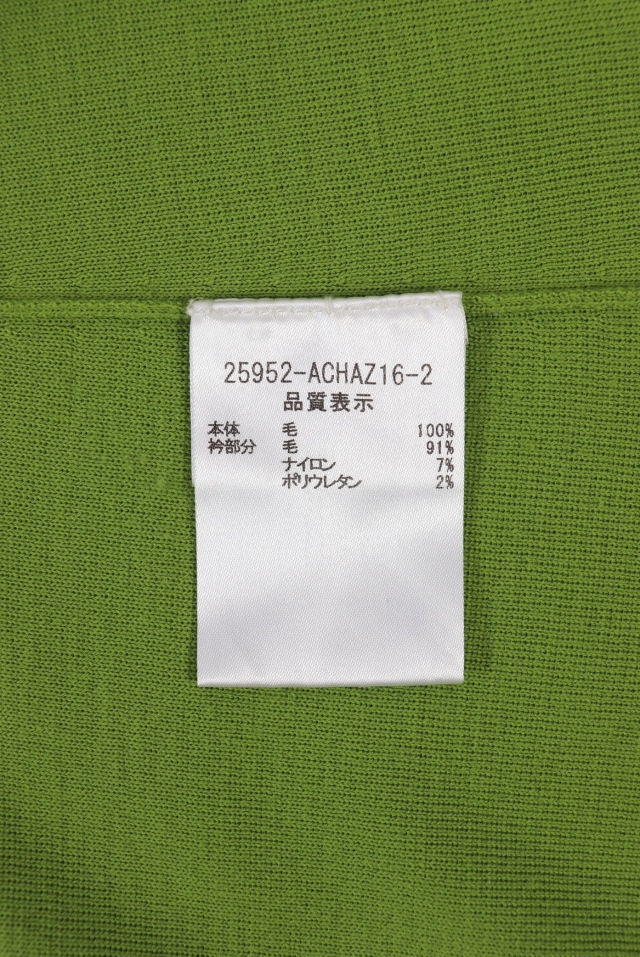 25952-ACHAZ16-2
品質表示
本体 毛 100%
衿部分 毛 91%
ナイロン 7%
ポリウレタン 2%